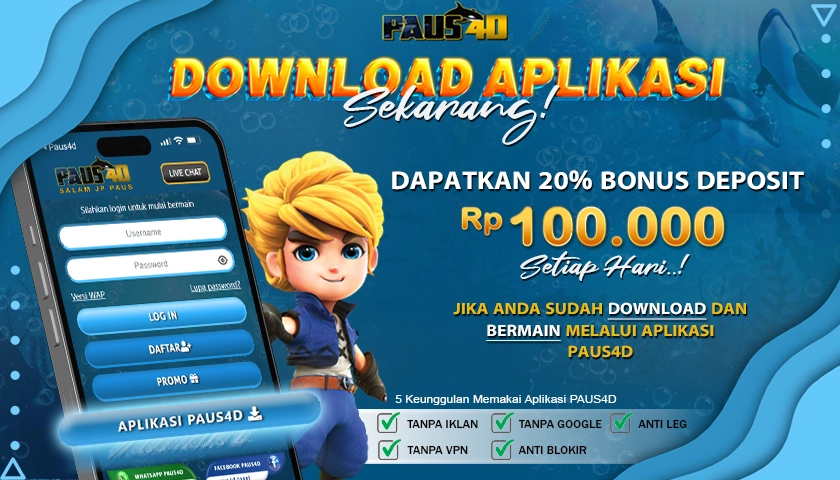 PAUS4D
DOWNLOAD APLIKASI
Sekarang!
Paus4d
PAUS4D
SALAM JP PAUS
LIVE CHAT
Silahkan login untuk mulai bermain
Username
Password
Versi WAP
Lupa password?
LOG IN
DAFTAR
PROMO
APLIKASI PAUS4D
WHATSAPP PAUS4D
FACEBOOK PAUS4D
DAPATKAN 20% BONUS DEPOSIT
Rp 100.000
Setiap Hari..!
JIKA ANDA SUDAH DOWNLOAD DAN
BERMAIN MELALUI APLIKASI
PAUS4D
5 Keunggulan Memakai Aplikasi PAUS4D
TANPA IKLAN TANPA GOOGLE ANTI LEG
TANPA VPN ANTI BLOKIR